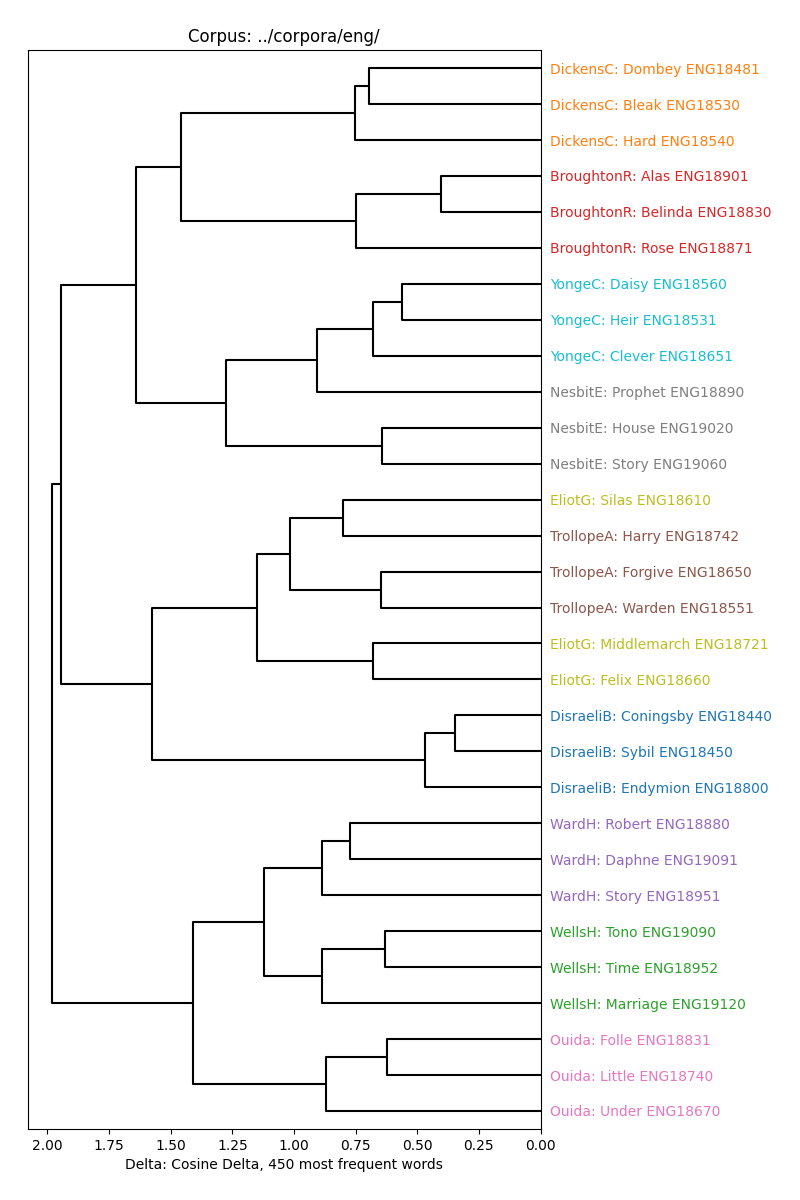 Corpus: ../corpora/eng/
DickensC: Dombey ENG18481
DickensC: Bleak ENG18530
DickensC: Hard ENG18540
BroughtonR: Alas ENG18901
BroughtonR: Belinda ENG18830
BroughtonR: Rose ENG18871
YongeC: Daisy ENG18560
YongeC: Heir ENG18531
YongeC: Clever ENG18651
NesbitE: Prophet ENG18890
NesbitE: House ENG19020
NesbitE: Story ENG19060
EliotG: Silas ENG18610
TrollopeA: Harry ENG18742
TrollopeA: Forgive ENG18650
TrollopeA: Warden ENG18551
EliotG: Middlemarch ENG18721
EliotG: Felix ENG18660
DisraeliB: Coningsby ENG18440
DisraeliB: Sybil ENG18450
DisraeliB: Endymion ENG18800
WardH: Robert ENG18880
WardH: Daphne ENG19091
WardH: Story ENG18951
WellsH: Tono ENG19090
WellsH: Time ENG18952
WellsH: Marriage ENG19120
Ouida: Folle ENG18831
Ouida: Little ENG18740
Ouida: Under ENG18670
2.00 1.75 1.50 1.25 1.00 0.75 0.50 0.25 0.00
Delta: Cosine Delta, 450 most frequent words